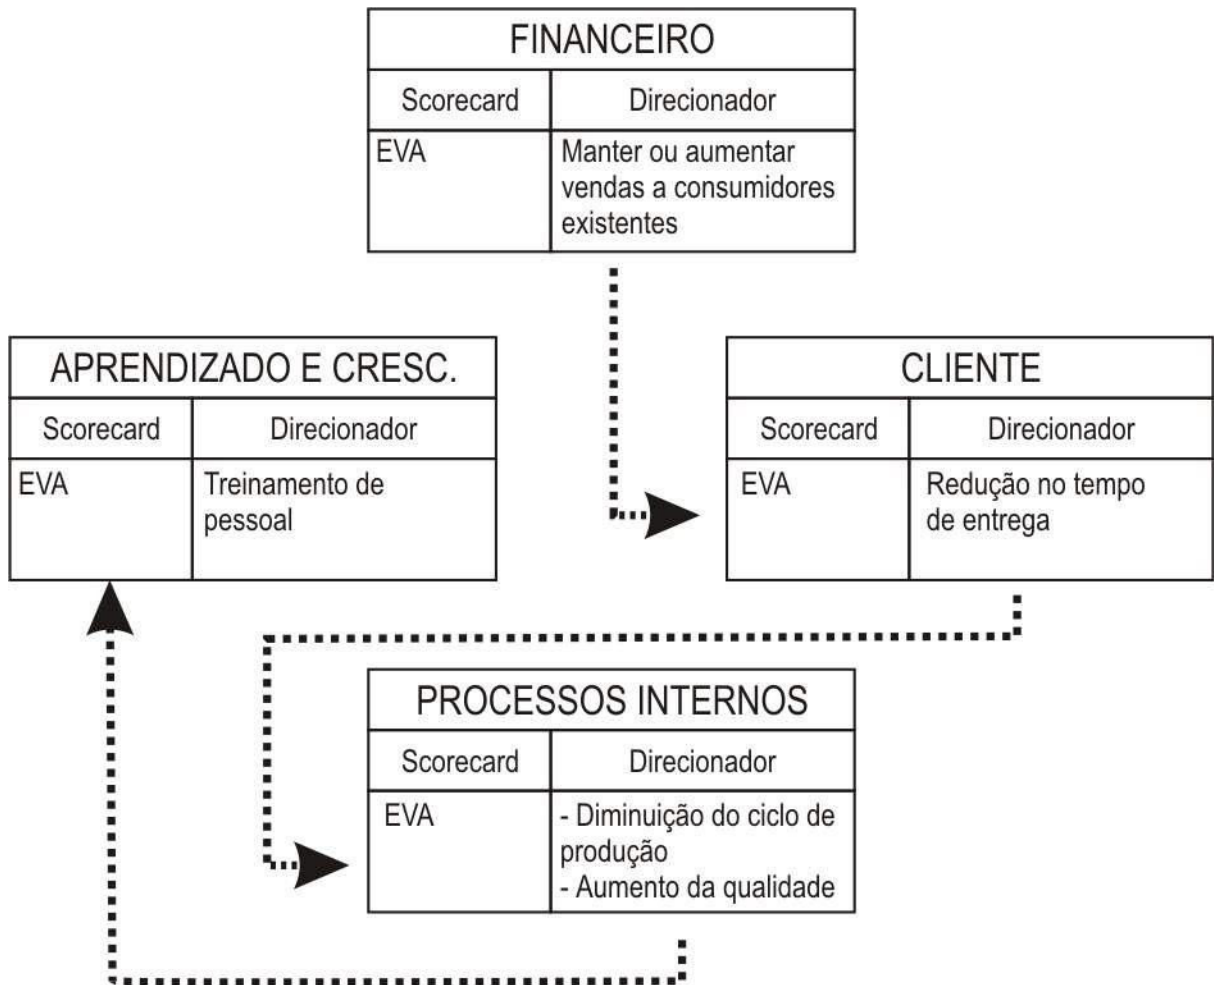 FINANCEIRO
Scorecard Direcionador
EVA Manter ou aumentar
vendas a consumidores
existentes
APRENDIZADO E CRESC.
Scorecard Direcionador
EVA Treinamento de
pessoal
CLIENTE
Scorecard Direcionador
EVA Redução no tempo
de entrega
PROCESSOS INTERNOS
Scorecard Direcionador
EVA - Diminuição do ciclo de
produção
- Aumento da qualidade